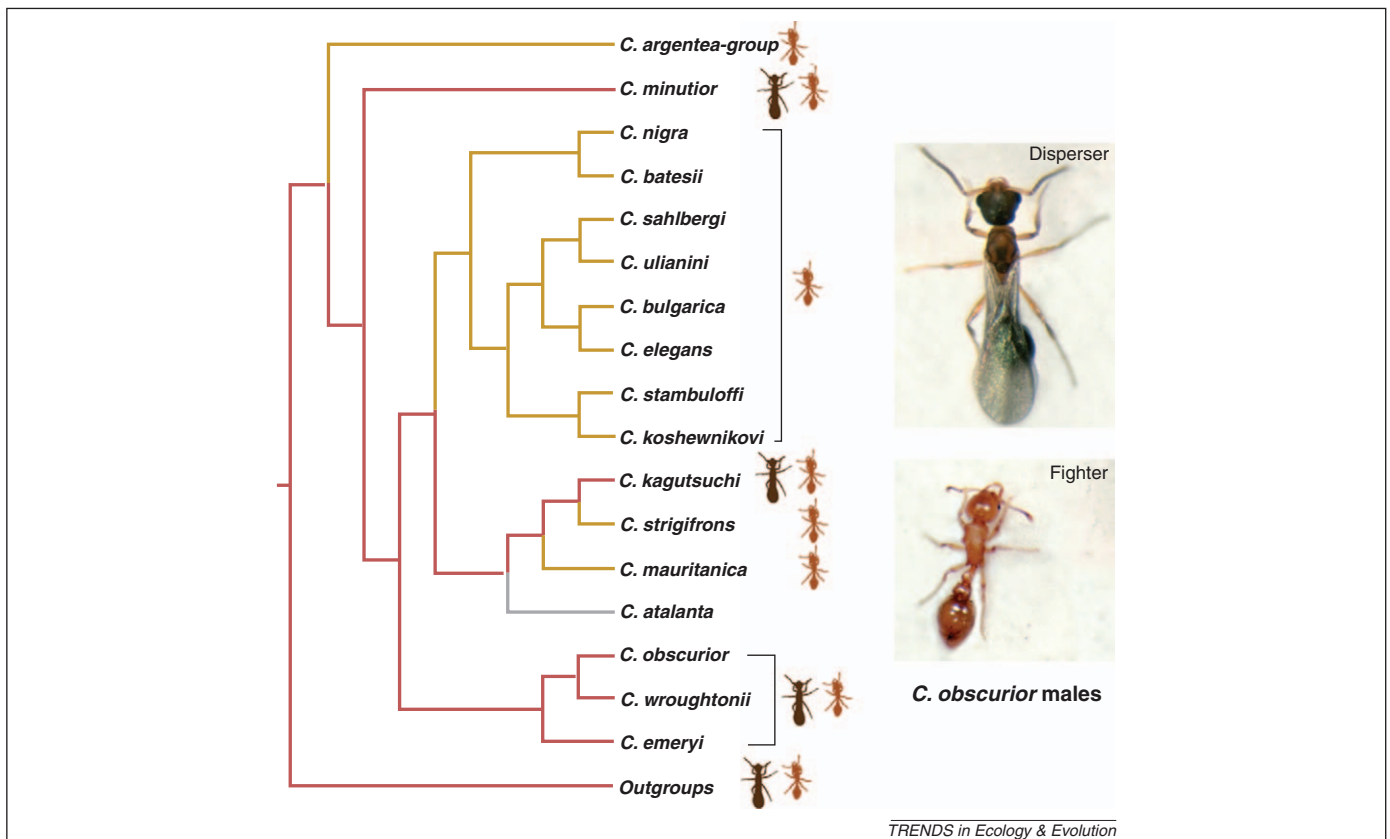 C. argentea-group
C. minutior
C. nigra
C. batesii
C. sahlbergi
C. ulianini
C. bulgarica
C. elegans
C. stambuloffi
C. koshewnikovi
C. kagutsuchi
C. strigifrons
C. mauritanica
C. atalanta
C. obscurior
C. wroughtonii
C. emeryi
Outgroups
Disperser
Fighter
C. obscurior males
TRENDS in Ecology & Evolution